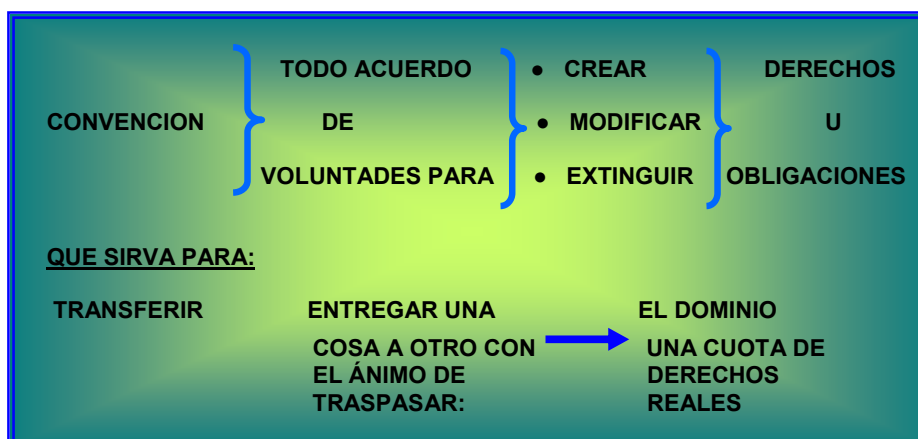 TODO ACUERDO ● CREAR DERECHOS
CONVENCION DE ● MODIFICAR U
VOLUNTADES PARA ● EXTINGUIR OBLIGACIONES
QUE SIRVA PARA:
TRANSFERIR ENTREGAR UNA EL DOMINIO
COSA A OTRO CON UNA CUOTA DE
EL ÁNIMO DE DERECHOS
TRASPASAR: REALES